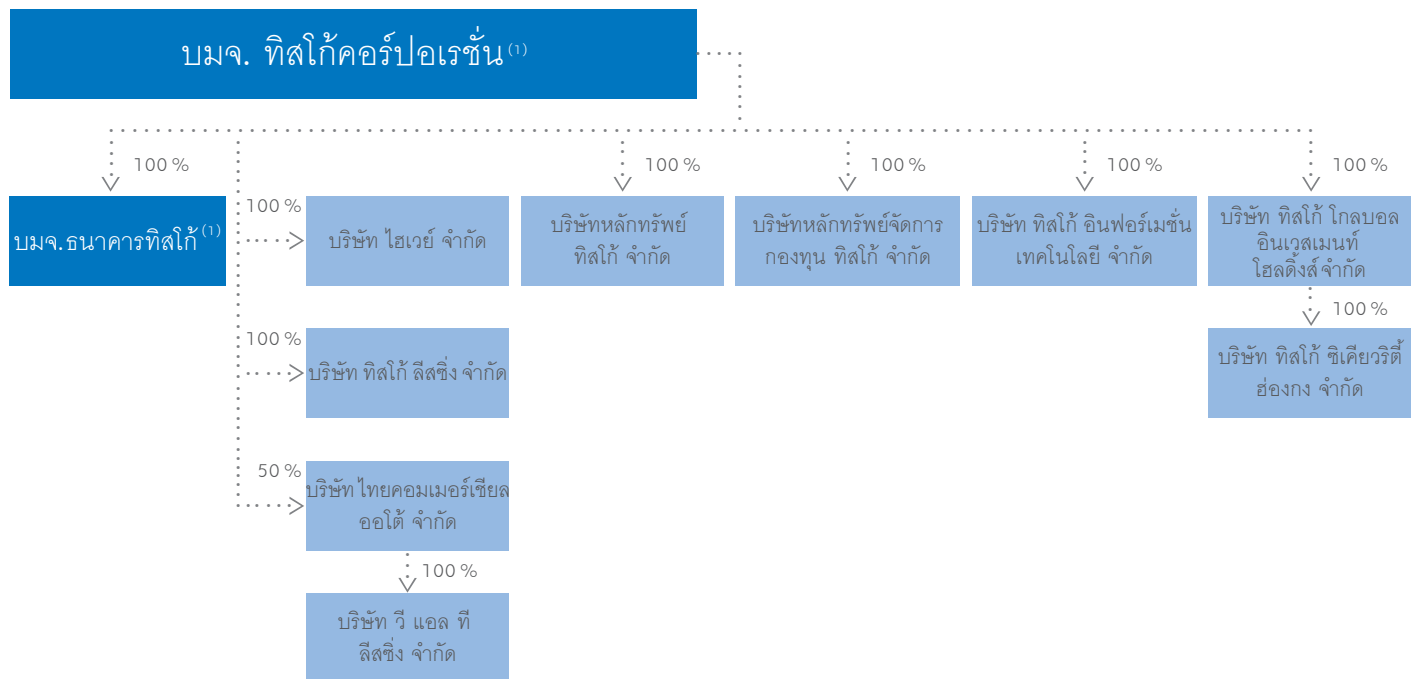 บมจ. ทิสโก้คอร์ปอเรชั่น (1)
100 %
100 %
100 %
100 %
100 %
บมจ.ธนาคารทิสโก้ (1)
100 %
บริษัท ไฮเวย์ จำกัด
บริษัทหลักทรัพย์
ทิสโก้ จำกัด
บริษัทหลักทรัพย์จัดการ
กองทุน ทิสโก้ จำกัด
บริษัท ทิสโก้ อินฟอร์เมชั่น
เทคโนโลยี จำกัด
บริษัท ทิสโก้ โกลบอล
อินเวสเมนท์
โฮลดิ้งส์จำกัด
100 %
บริษัท ทิสโก้ ลีสซิ่ง จำกัด
100 %
บริษัท ทิสโก้ ซิเคียวริตี้
ฮ่องกง จำกัด
50 %
บริษัท ไทยคอมเมอร์เชียล
ออโต้ จำกัด
100 %
บริษัท วี แอล ที
ลีสซิ่ง จำกัด